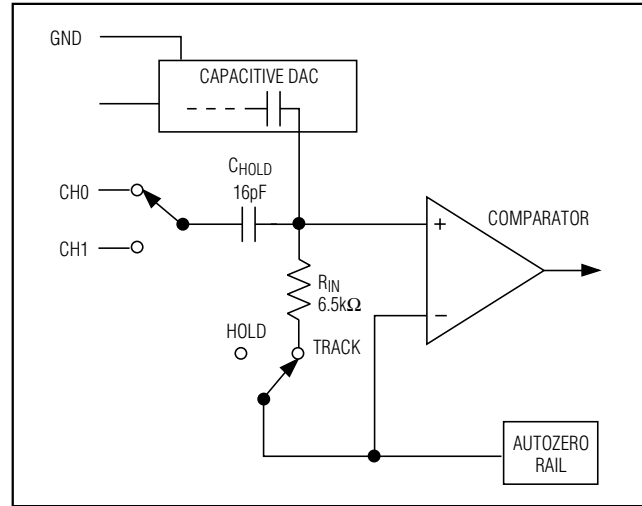 GND
CAPACITIVE DAC
CHOLD
16pF
CH0
CH1
COMPARATOR
+
−
RIN
6.5kΩ
HOLD
TRACK
AUTOZERO
RAIL